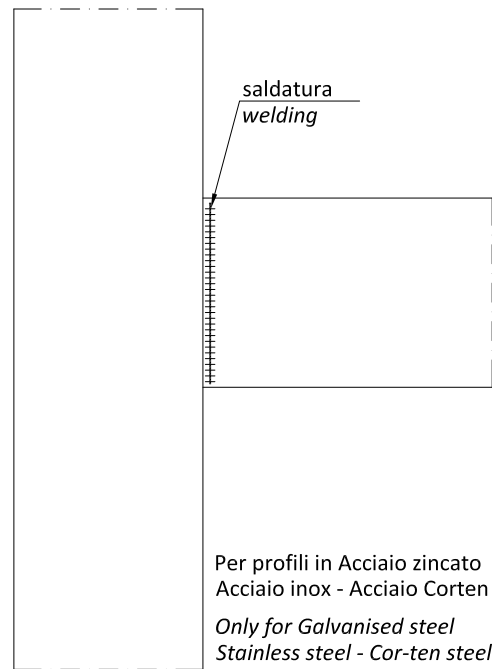 saldatura
welding
Per profili in Acciaio zincato
Acciaio inox - Acciaio Corten
Only for Galvanised steel
Stainless steel - Cor-ten steel